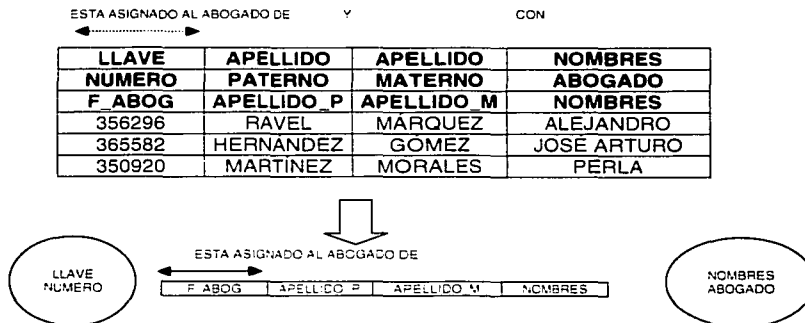 ESTA ASIGNADO AL ABOGADO DE Y CON
LLAVE APELLIDO APELLIDO NOMBRES
NUMERO PATERNO MATERNO ABOGADO
F_ABOG APELLIDO_P APELLIDO_M NOMBRES
356296 RAVEL MÁRQUEZ ALEJANDRO
365582 HERNÁNDEZ GÓMEZ JOSÉ ARTURO
350920 MARTÍNEZ MORALES PERLA
ESTA ASIGNADO AL ABOGADO DE
LLAVE
NUMERO
F_ABOG APELLIDO_P APELLIDO_M NOMBRES
NOMBRES
ABOGADO